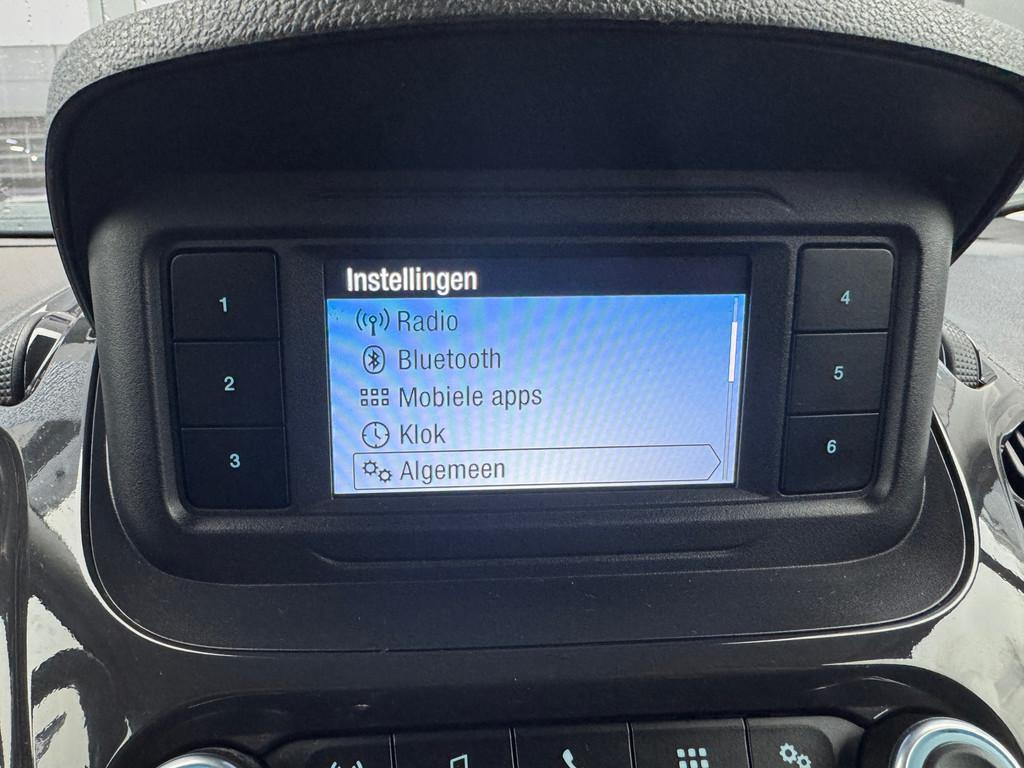 Instellingen
Radio
Bluetooth
Mobiele apps
Klok
Algemeen
1
2
3
4
5
6